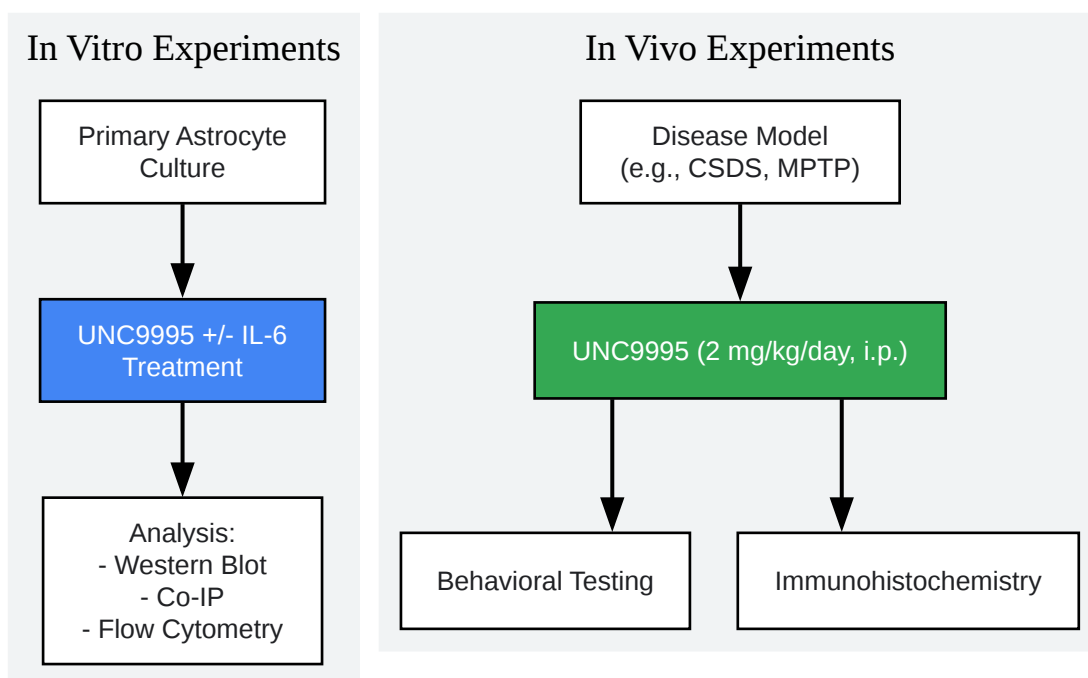 In Vitro Experiments
Primary Astrocyte
Culture
UNC9995 +/- IL-6
Treatment
Analysis:
- Western Blot
- Co-IP
- Flow Cytometry
In Vivo Experiments
Disease Model
(e.g., CSDS, MPTP)
UNC9995 (2 mg/kg/day, i.p.)
Behavioral Testing
Immunohistochemistry